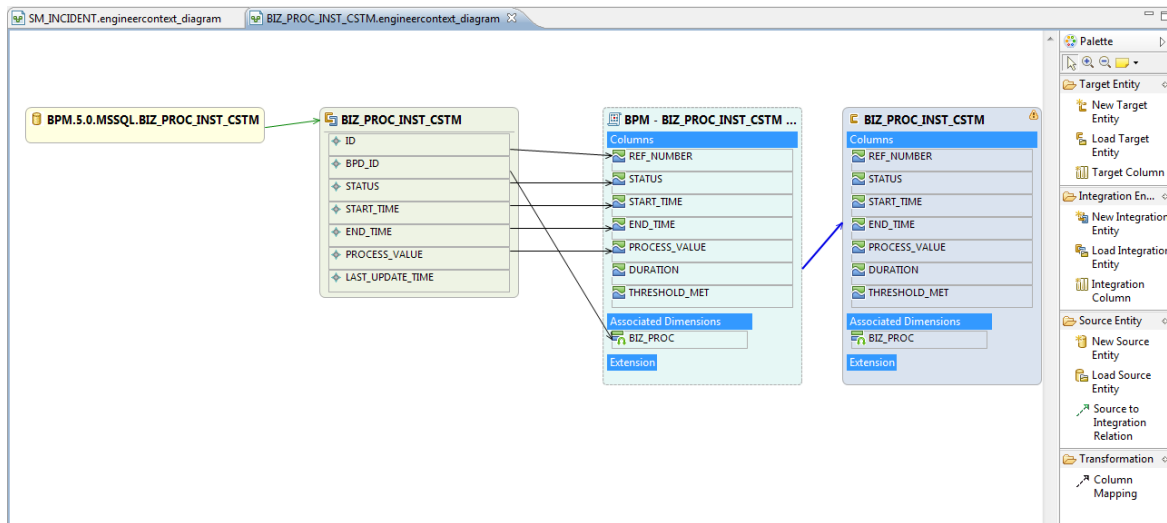 SM_INCIDENT.engineercontext_diagram
BIZ_PROC_INST_CSTM.engineercontext_diagram
BPM.5.0.MSSQL.BIZ_PROC_INST_CSTM
BIZ_PROC_INST_CSTM
ID
BPD_ID
STATUS
START_TIME
END_TIME
PROCESS_VALUE
LAST_UPDATE_TIME
BPM - BIZ_PROC_INST_CSTM ...
Columns
REF_NUMBER
STATUS
START_TIME
END_TIME
PROCESS_VALUE
DURATION
THRESHOLD_MET
Associated Dimensions
BIZ_PROC
Extension
BIZ_PROC_INST_CSTM
Columns
REF_NUMBER
STATUS
START_TIME
END_TIME
PROCESS_VALUE
DURATION
THRESHOLD_MET
Associated Dimensions
BIZ_PROC
Extension
Palette
Target Entity
New Target
Entity
Load Target
Entity
Target Column
Integration En...
New Integration
Entity
Load Integration
Entity
Integration
Column
Source Entity
New Source
Entity
Load Source
Entity
Source to
Integration
Relation
Transformation
Column
Mapping